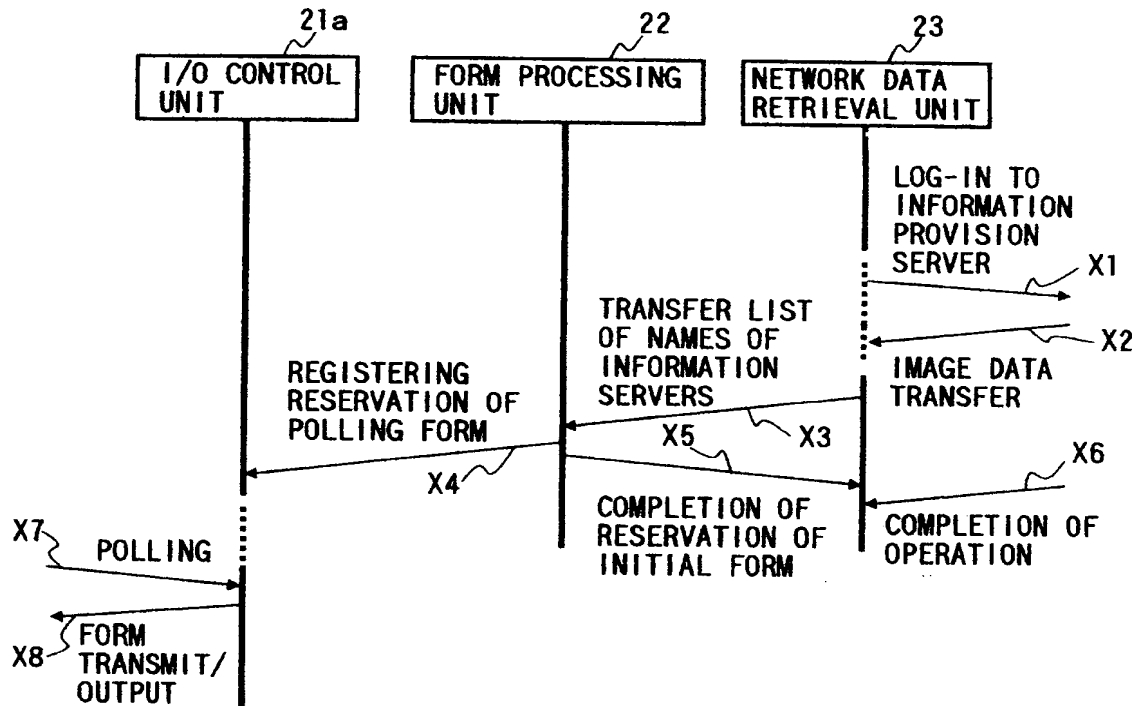 21a
22
23
I/O CONTROL
UNIT
FORM PROCESSING
UNIT
NETWORK DATA
RETRIEVAL UNIT
LOG-IN TO
INFORMATION
PROVISION
SERVER
X1
X2
IMAGE DATA
TRANSFER
TRANSFER LIST
OF NAMES OF
INFORMATION
SERVERS
X3
REGISTERING
RESERVATION OF
POLLING FORM
X4
X5
COMPLETION OF
RESERVATION OF
INITIAL FORM
X6
COMPLETION OF
OPERATION
X7
POLLING
X8
FORM
TRANSMIT/
OUTPUT